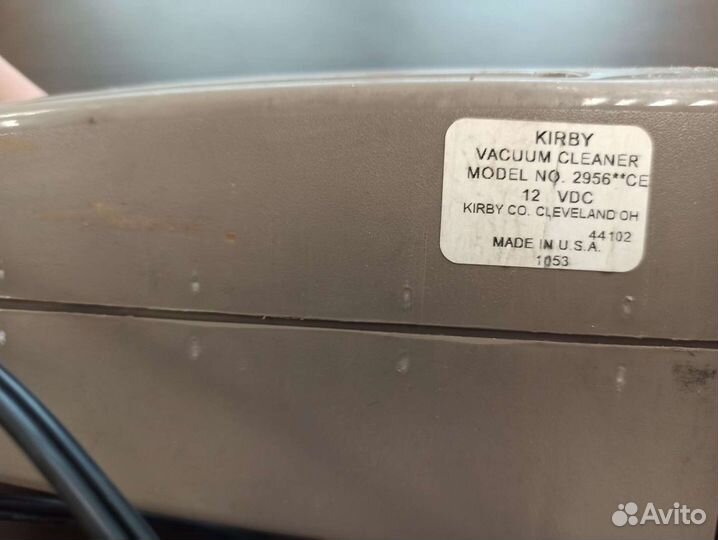 KIRBY
VACUUM CLEANER
MODEL NO. 2956**CE
12 VDC
KIRBY CO. CLEVELAND OH
44102
MADE IN U.S.A.
1053
Avito